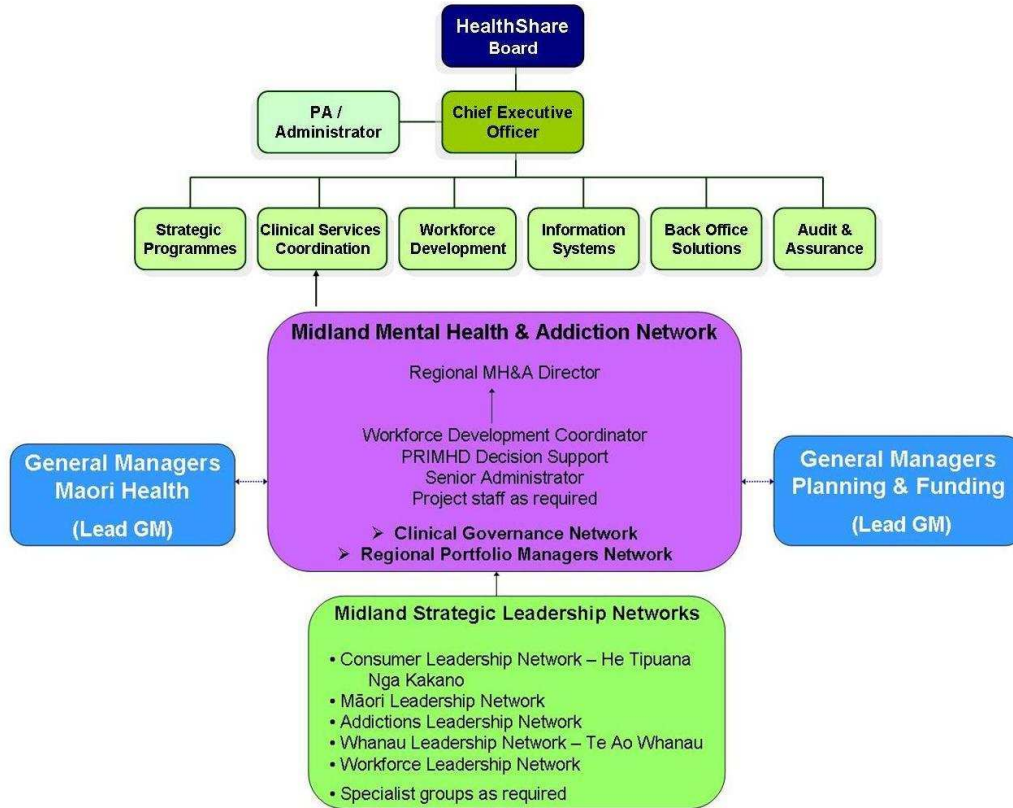 HealthShare
Board
PA /
Administrator
Chief Executive
Officer
Strategic
Programmes
Clinical Services
Coordination
Workforce
Development
Information
Systems
Back Office
Solutions
Audit &
Assurance
Midland Mental Health & Addiction Network
Regional MH&A Director
Workforce Development Coordinator
PRIMHD Decision Support
Senior Administrator
Project staff as required
➢ Clinical Governance Network
➢ Regional Portfolio Managers Network
General Managers
Maori Health
(Lead GM)
General Managers
Planning & Funding
(Lead GM)
Midland Strategic Leadership Networks
• Consumer Leadership Network – He Tipuana
Nga Kakano
• Māori Leadership Network
• Addictions Leadership Network
• Whanau Leadership Network – Te Ao Whanau
• Workforce Leadership Network
• Specialist groups as required